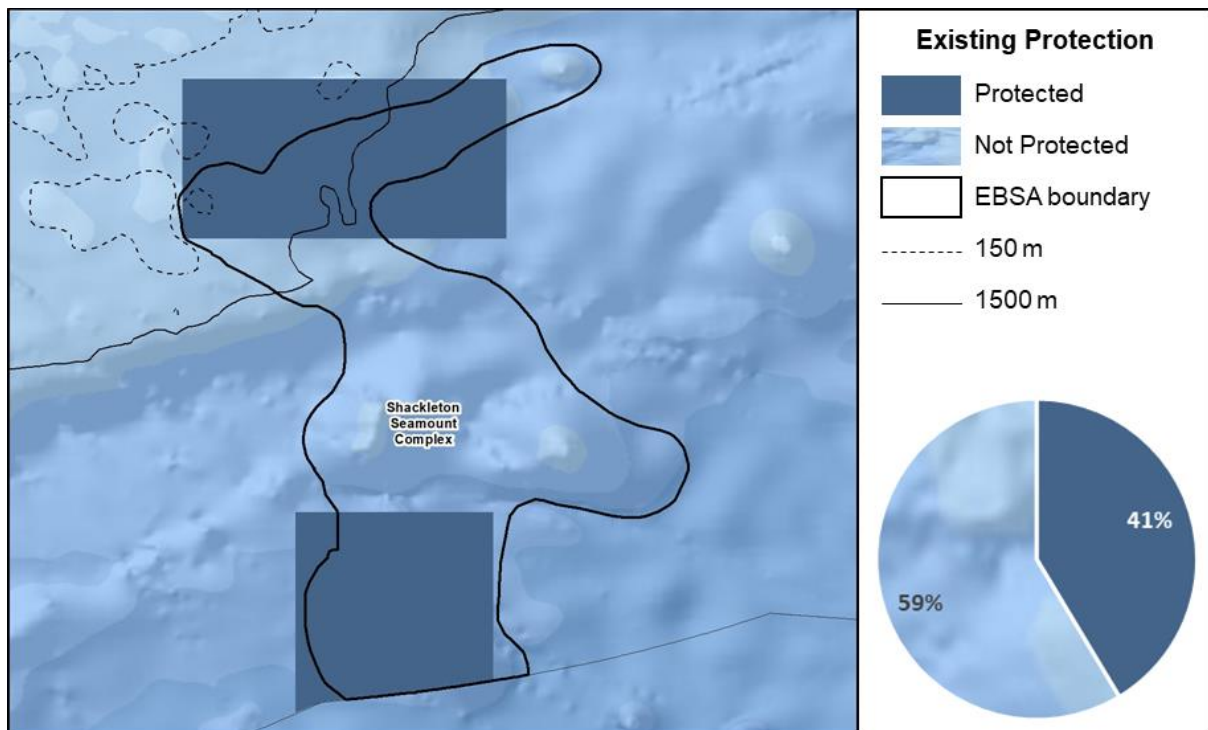 Shackleton
Seamount
Complex
Existing Protection
Protected
Not Protected
EBSA boundary
150 m
1500 m
41%
59%